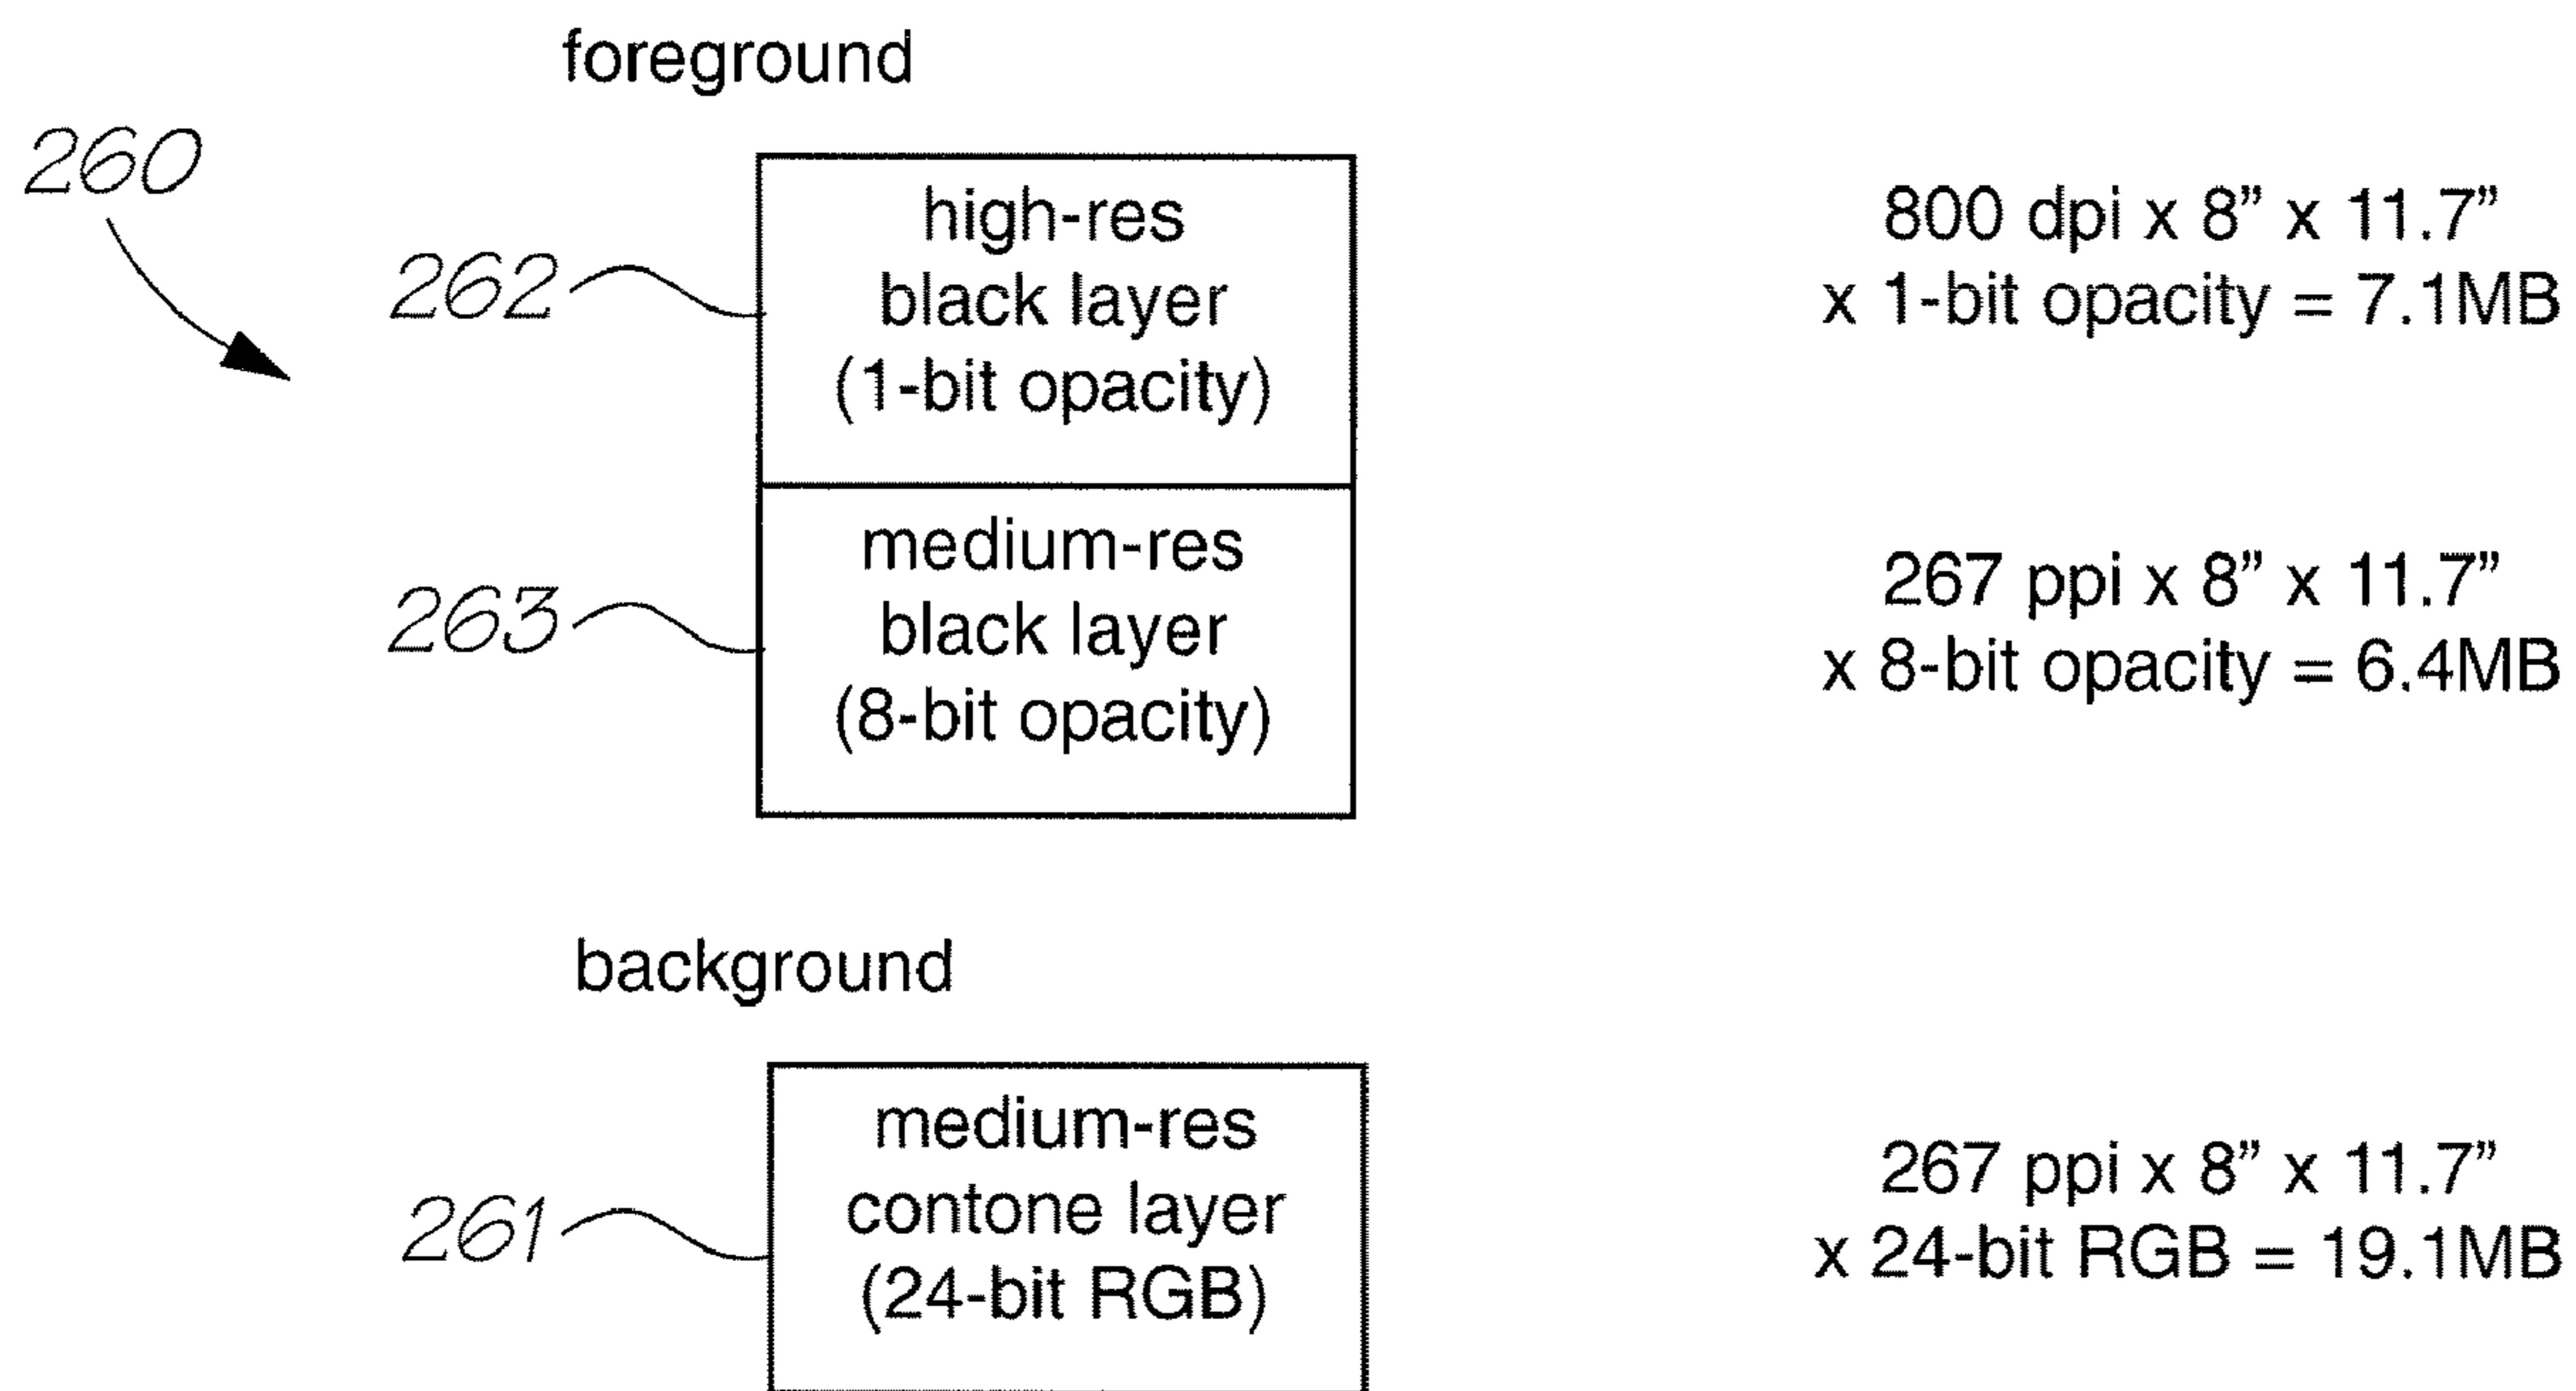 foreground
260
262
high-res
black layer
(1-bit opacity)
800 dpi x 8” x 11.7”
x 1-bit opacity = 7.1MB
263
medium-res
black layer
(8-bit opacity)
267 ppi x 8” x 11.7”
x 8-bit opacity = 6.4MB
background
261
medium-res
contone layer
(24-bit RGB)
267 ppi x 8” x 11.7”
x 24-bit RGB = 19.1MB